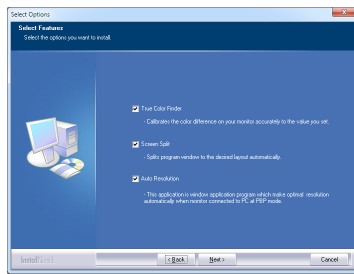 Select Options
Select Features
Select the options you want to install.
True Color Finder
- Calibrates the color difference on your monitor accurately to the value you set.
Screen Split
- Splits program window to the desired layout automatically.
Auto Resolution
- This application is window application program which make optimal resolution
automatically when monitor connected to PC at PBP mode.
InstallShield
< Back
Next >
Cancel